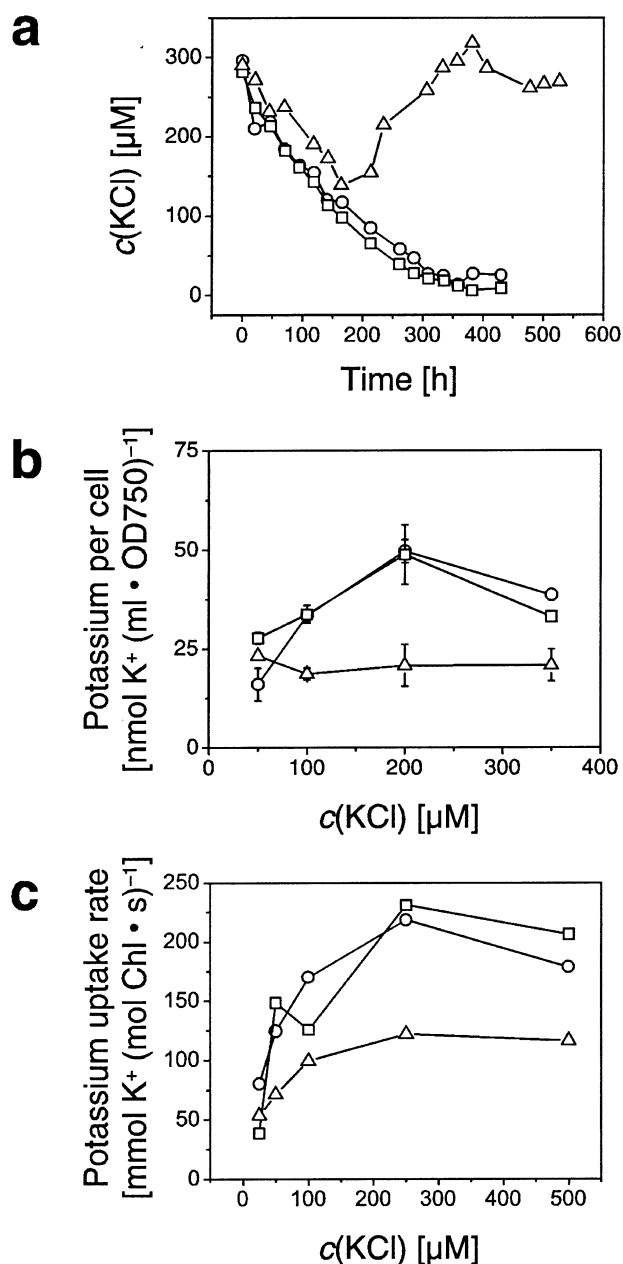 a
c(KCl) [µM]
300
200
100
0
0 100 200 300 400 500 600
Time [h]
b
Potassium per cell
[nmol K⁺ (ml • OD750)⁻¹]
75
50
25
0
0 100 200 300 400
c(KCl) [µM]
c
Potassium uptake rate
[mmol K⁺ (mol Chl • s)⁻¹]
250
200
150
100
50
0
0 100 200 300 400 500
c(KCl) [µM]